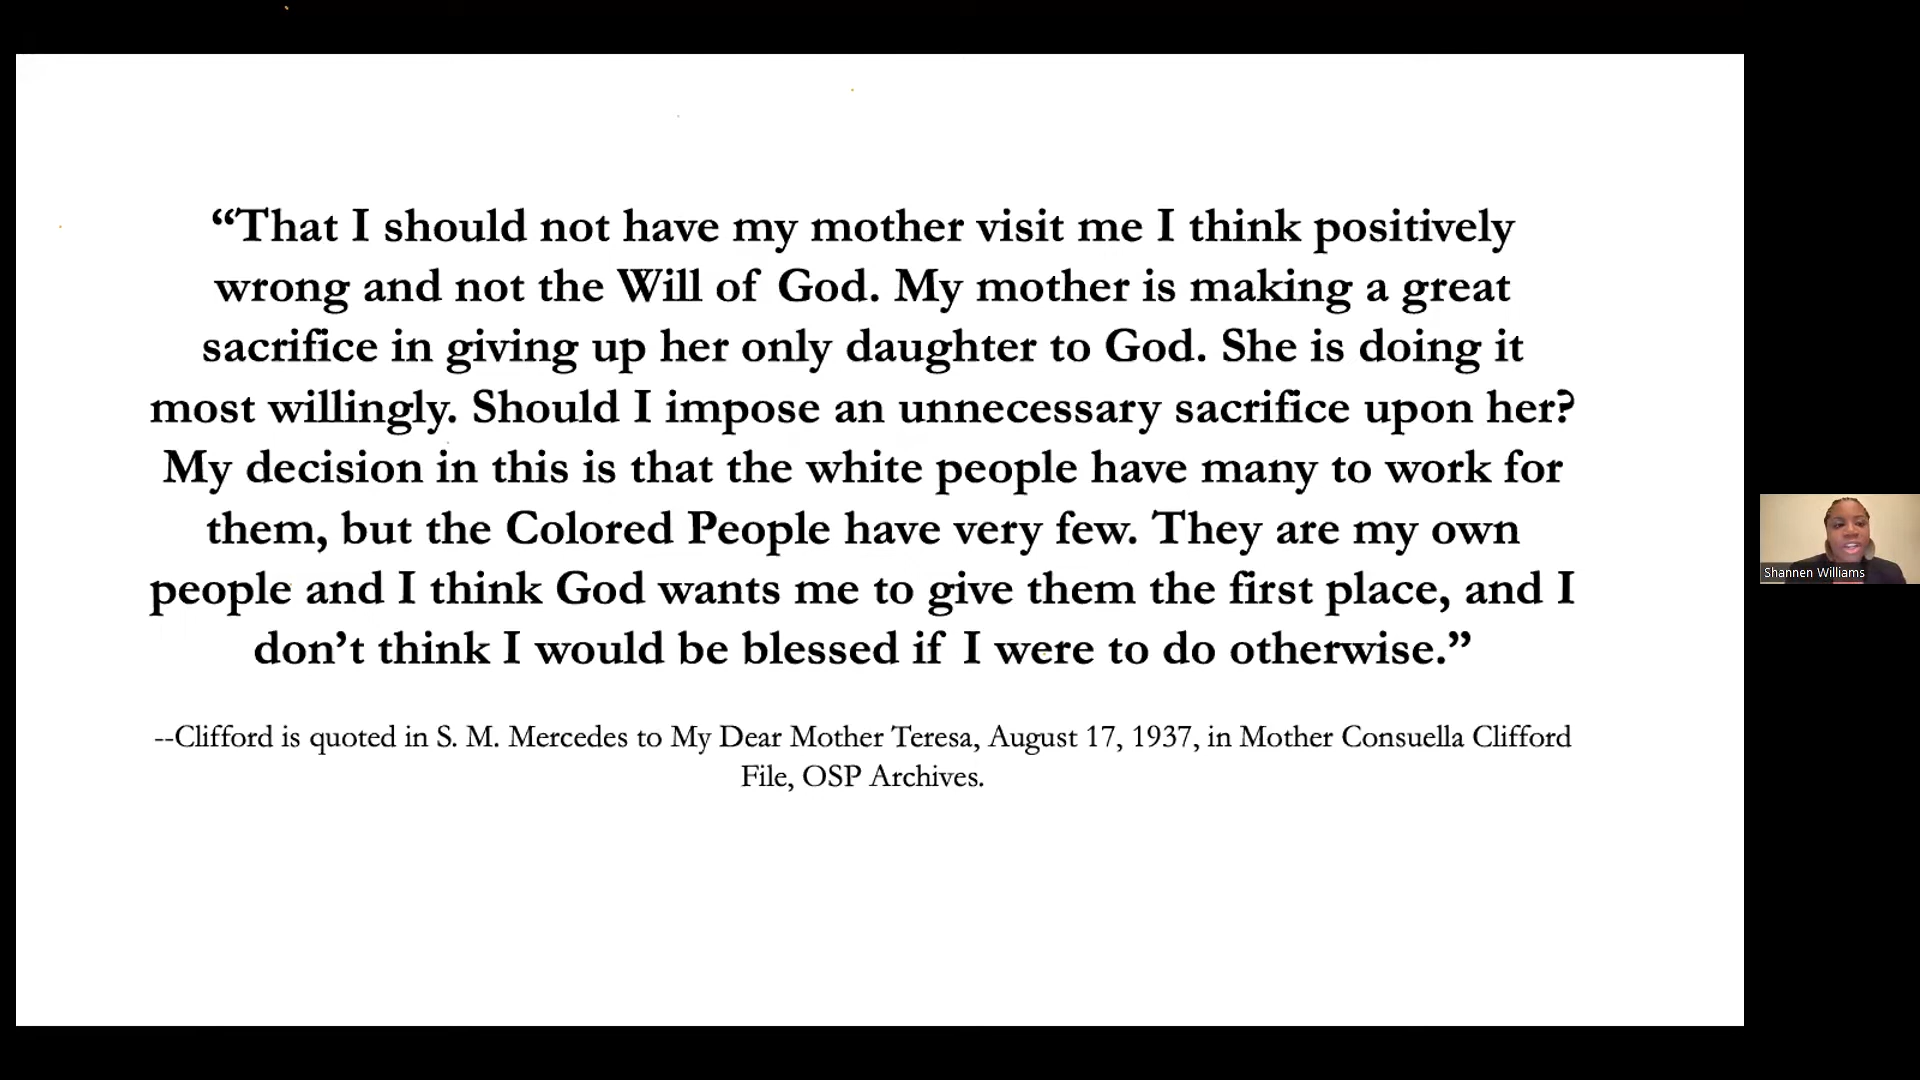 “That I should not have my mother visit me I think positively
wrong and not the Will of God. My mother is making a great
sacrifice in giving up her only daughter to God. She is doing it
most willingly. Should I impose an unnecessary sacrifice upon her?
My decision in this is that the white people have many to work for
them, but the Colored People have very few. They are my own
people and I think God wants me to give them the first place, and I
don’t think I would be blessed if I were to do otherwise.”
--Clifford is quoted in S. M. Mercedes to My Dear Mother Teresa, August 17, 1937, in Mother Consuella Clifford
File, OSP Archives.
Shannen Williams